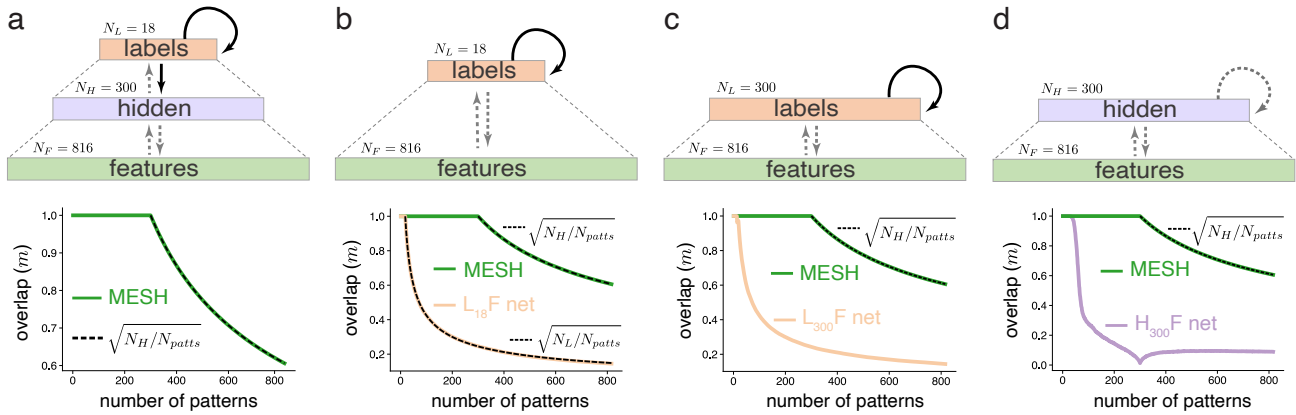 a
N_L = 18
labels
N_H = 300
hidden
N_F = 816
features
1.0
0.9
0.8
0.7
0.6
overlap (m)
MESH
√N_H/N_patts
0
200
400
600
800
number of patterns
b
N_L = 18
labels
N_F = 816
features
1.0
0.8
0.6
0.4
0.2
overlap (m)
√N_H/N_patts
MESH
L₁₈F net
√N_L/N_patts
0
200
400
600
800
number of patterns
c
N_L = 300
labels
N_F = 816
features
1.0
0.8
0.6
0.4
0.2
overlap (m)
√N_H/N_patts
MESH
L₃₀₀F net
0
200
400
600
800
number of patterns
d
N_H = 300
hidden
N_F = 816
features
1.0
0.8
0.6
0.4
0.2
0.0
overlap (m)
√N_H/N_patts
MESH
H₃₀₀F net
0
200
400
600
800
number of patterns